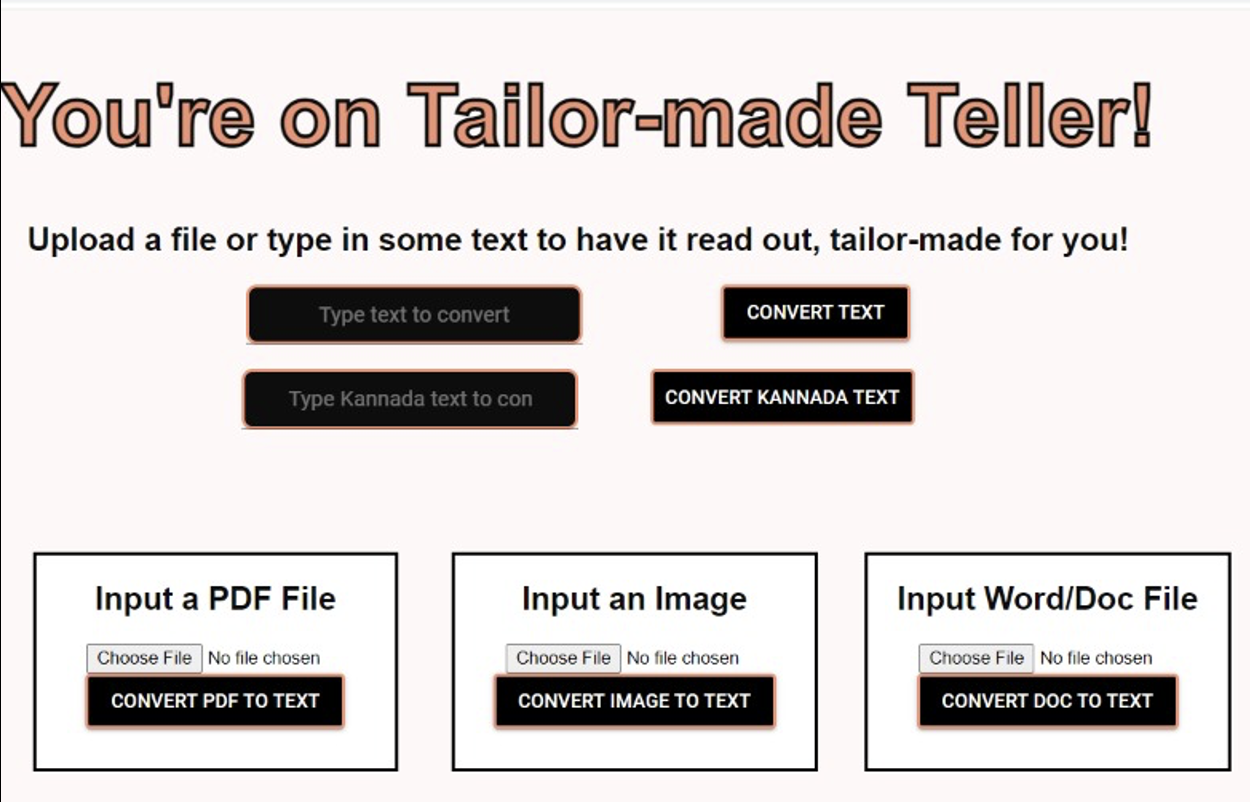 You're on Tailor-made Teller!
Upload a file or type in some text to have it read out, tailor-made for you!
Type text to convert
CONVERT TEXT
Type Kannada text to con
CONVERT KANNADA TEXT
Input a PDF File
Choose File No file chosen
CONVERT PDF TO TEXT
Input an Image
Choose File No file chosen
CONVERT IMAGE TO TEXT
Input Word/Doc File
Choose File No file chosen
CONVERT DOC TO TEXT